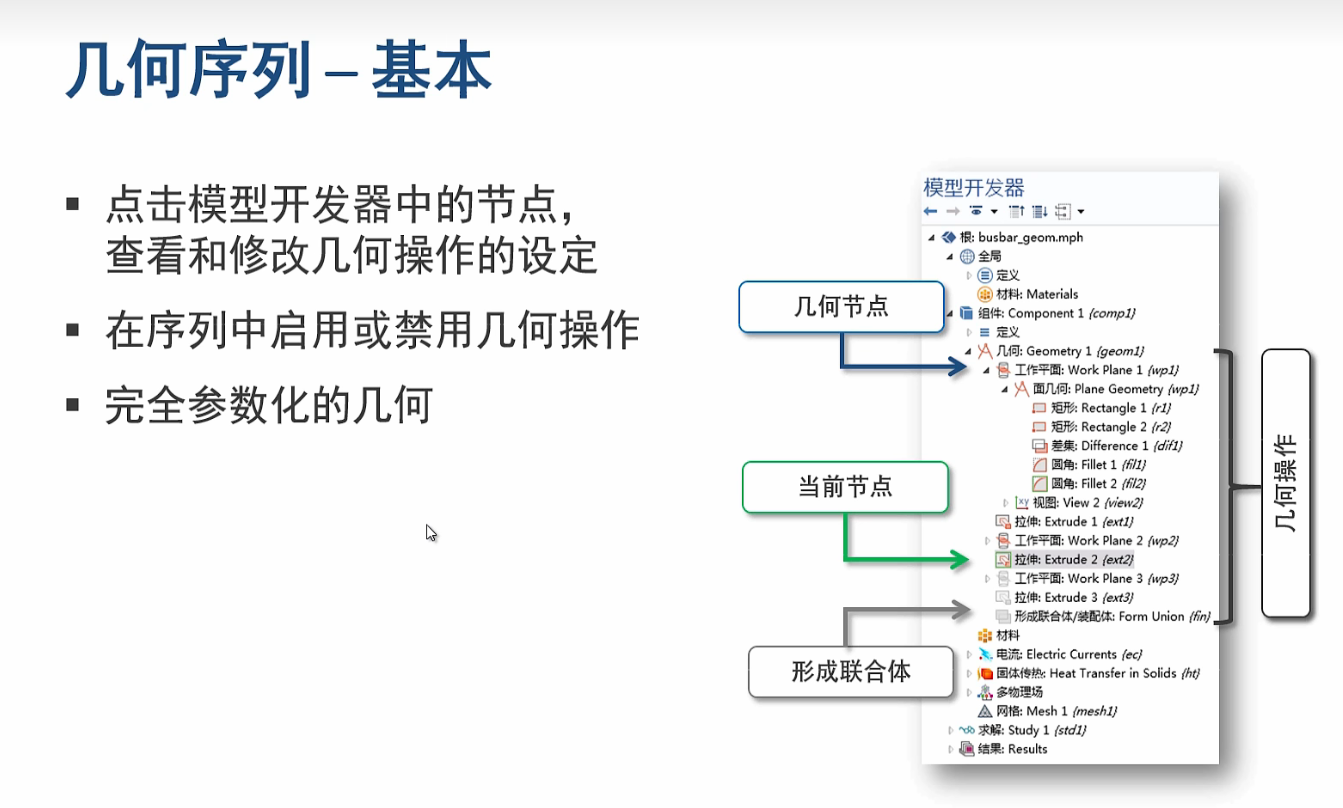 几何序列 – 基本
▪ 点击模型开发器中的节点，
查看和修改几何操作的设定
▪ 在序列中启用或禁用几何操作
▪ 完全参数化的几何
几何节点
当前节点
形成联合体
模型开发器
根: busbar_geom.mph
全局
定义
材料: Materials
组件: Component 1 (comp1)
定义
几何: Geometry 1 (geom1)
工作平面: Work Plane 1 (wp1)
面几何: Plane Geometry (wp1)
矩形: Rectangle 1 (r1)
矩形: Rectangle 2 (r2)
差集: Difference 1 (dif1)
圆角: Fillet 1 (fil1)
圆角: Fillet 2 (fil2)
视图: View 2 (view2)
拉伸: Extrude 1 (ext1)
工作平面: Work Plane 2 (wp2)
拉伸: Extrude 2 (ext2)
工作平面: Work Plane 3 (wp3)
拉伸: Extrude 3 (ext3)
形成联合体/装配体: Form Union (fin)
材料
电流: Electric Currents (ec)
固体传热: Heat Transfer in Solids (ht)
多物理场
网格: Mesh 1 (mesh1)
求解: Study 1 (std1)
结果: Results
几何操作